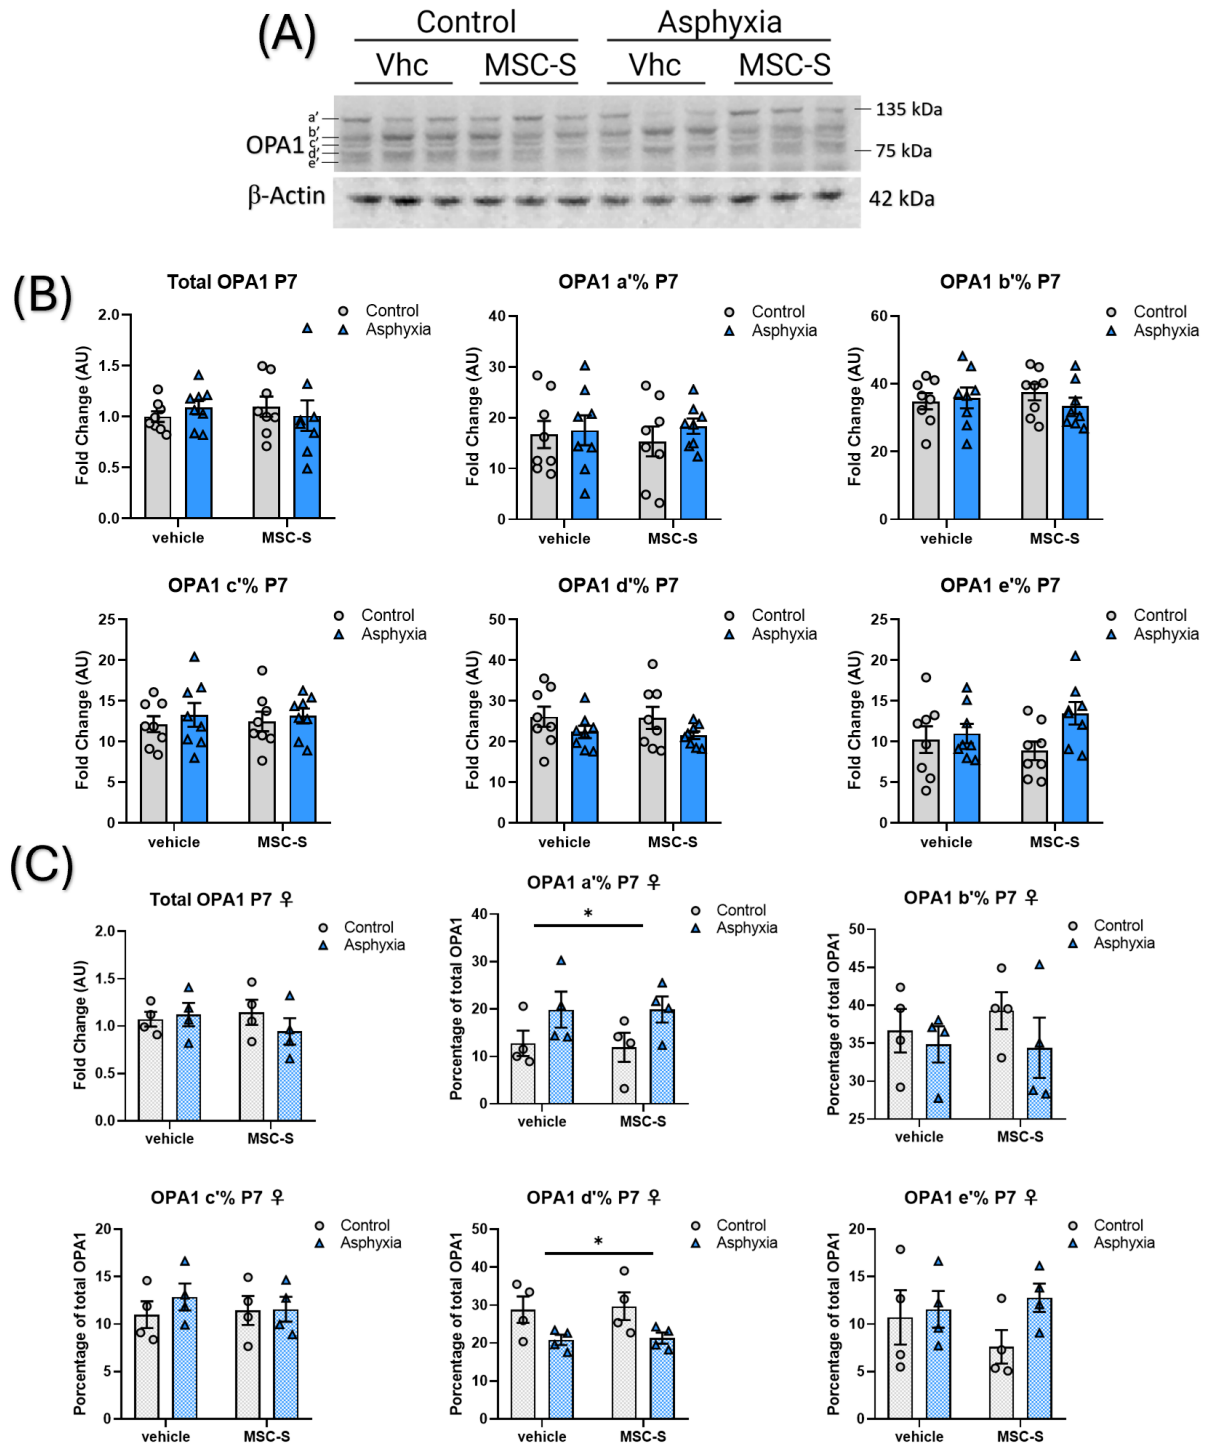 (A)
Control Asphyxia
Vhc MSC-S Vhc MSC-S
OPA1
a'
b'
c'
d'
e'
135 kDa
75 kDa
β-Actin
42 kDa
(B)
Total OPA1 P7
Control
Asphyxia
Fold Change (AU)
2.0
1.5
1.0
0.5
0.0
vehicle MSC-S
OPA1 a'% P7
Control
Asphyxia
Fold Change (AU)
40
30
20
10
0
vehicle MSC-S
OPA1 b'% P7
Control
Asphyxia
Fold Change (AU)
60
40
20
0
vehicle MSC-S
OPA1 c'% P7
Control
Asphyxia
Fold Change (AU)
25
20
15
10
5
0
vehicle MSC-S
OPA1 d'% P7
Control
Asphyxia
Fold Change (AU)
50
40
30
20
10
0
vehicle MSC-S
OPA1 e'% P7
Control
Asphyxia
Fold Change (AU)
25
20
15
10
5
0
vehicle MSC-S
(C)
Total OPA1 P7 ♀
Control
Asphyxia
Fold Change (AU)
2.0
1.5
1.0
0.5
0.0
vehicle MSC-S
OPA1 a'% P7 ♀
Control
Asphyxia
*
Porcentage of total OPA1
40
30
20
10
0
vehicle MSC-S
OPA1 b'% P7 ♀
Control
Asphyxia
Porcentage of total OPA1
50
45
40
35
30
25
vehicle MSC-S
OPA1 c'% P7 ♀
Control
Asphyxia
Porcentage of total OPA1
20
15
10
5
0
vehicle MSC-S
OPA1 d'% P7 ♀
Control
Asphyxia
*
Porcentage of total OPA1
50
40
30
20
10
0
vehicle MSC-S
OPA1 e'% P7 ♀
Control
Asphyxia
Porcentage of total OPA1
20
15
10
5
0
vehicle MSC-S